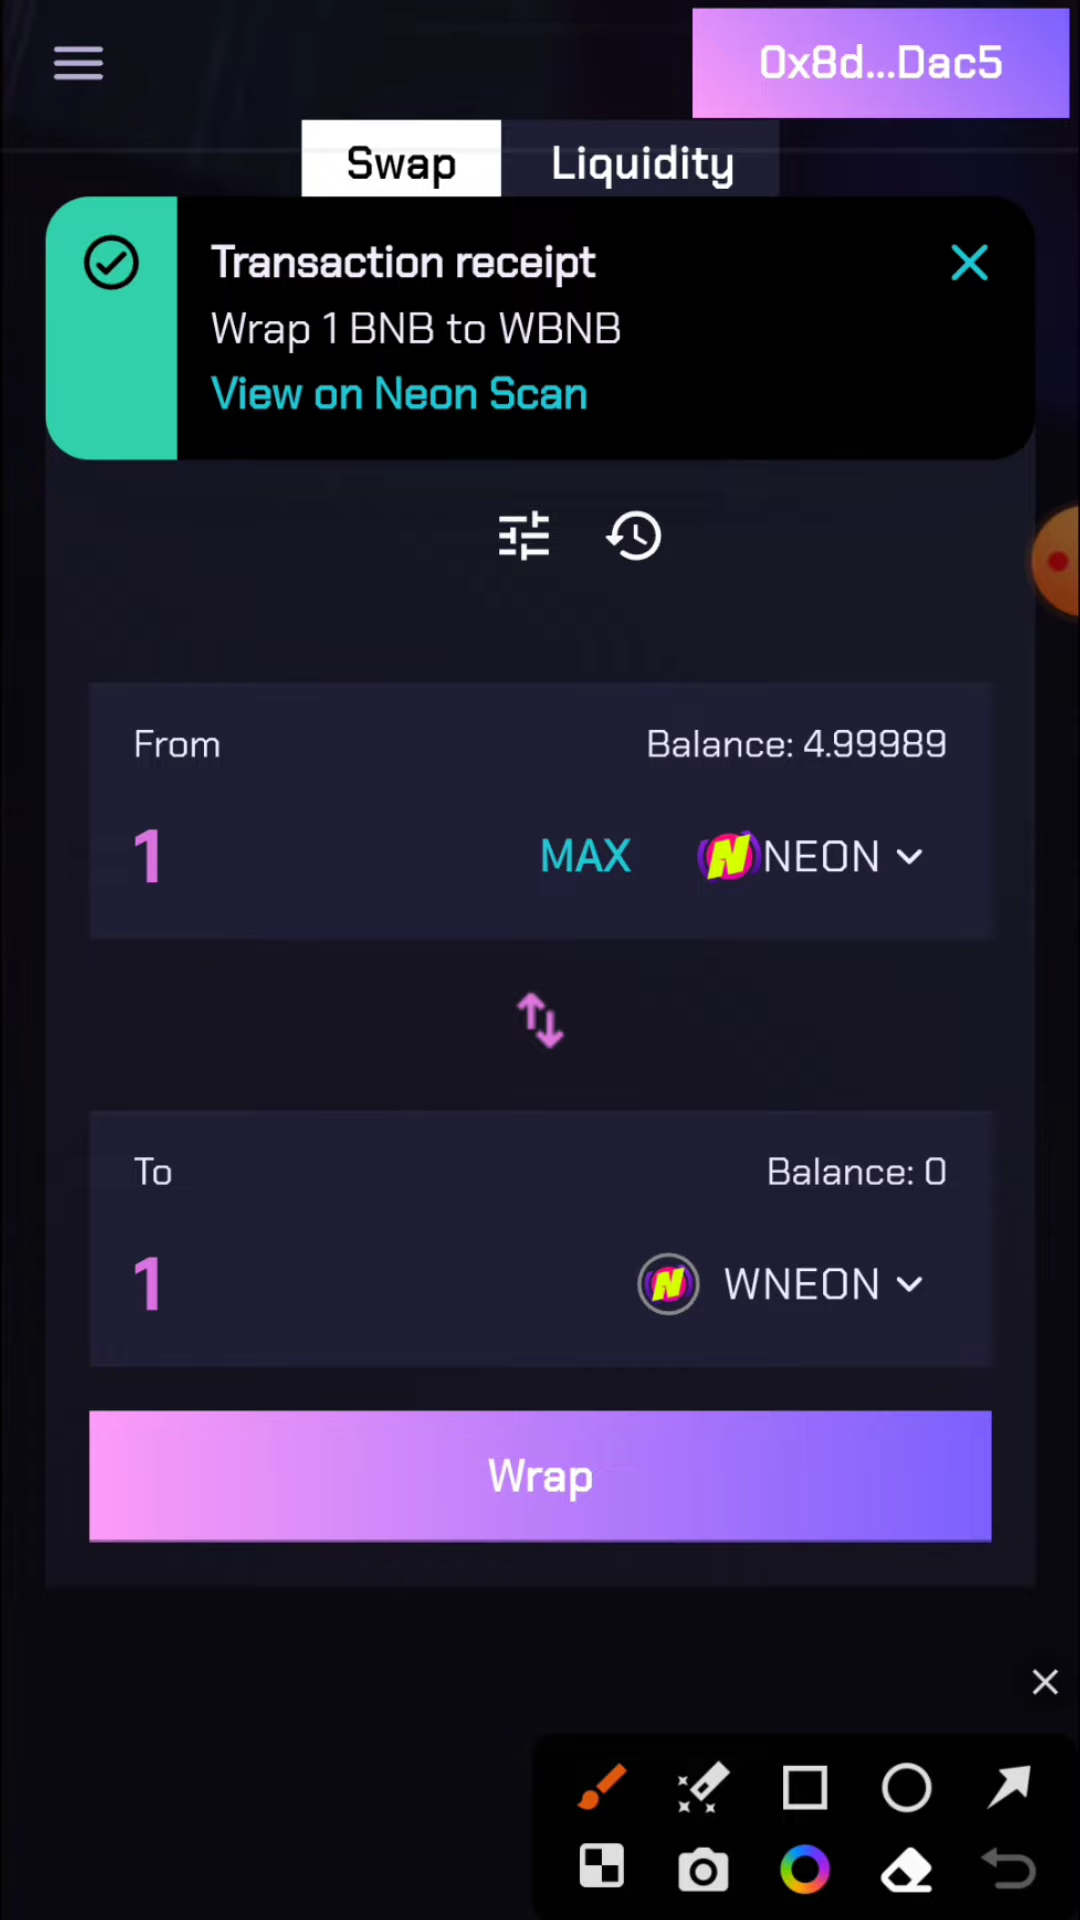 0x8d...Dac5
Swap
Liquidity
Transaction receipt
Wrap 1 BNB to WBNB
View on Neon Scan
From
Balance: 4.99989
1
MAX
NEON
To
Balance: 0
1
WNEON
Wrap